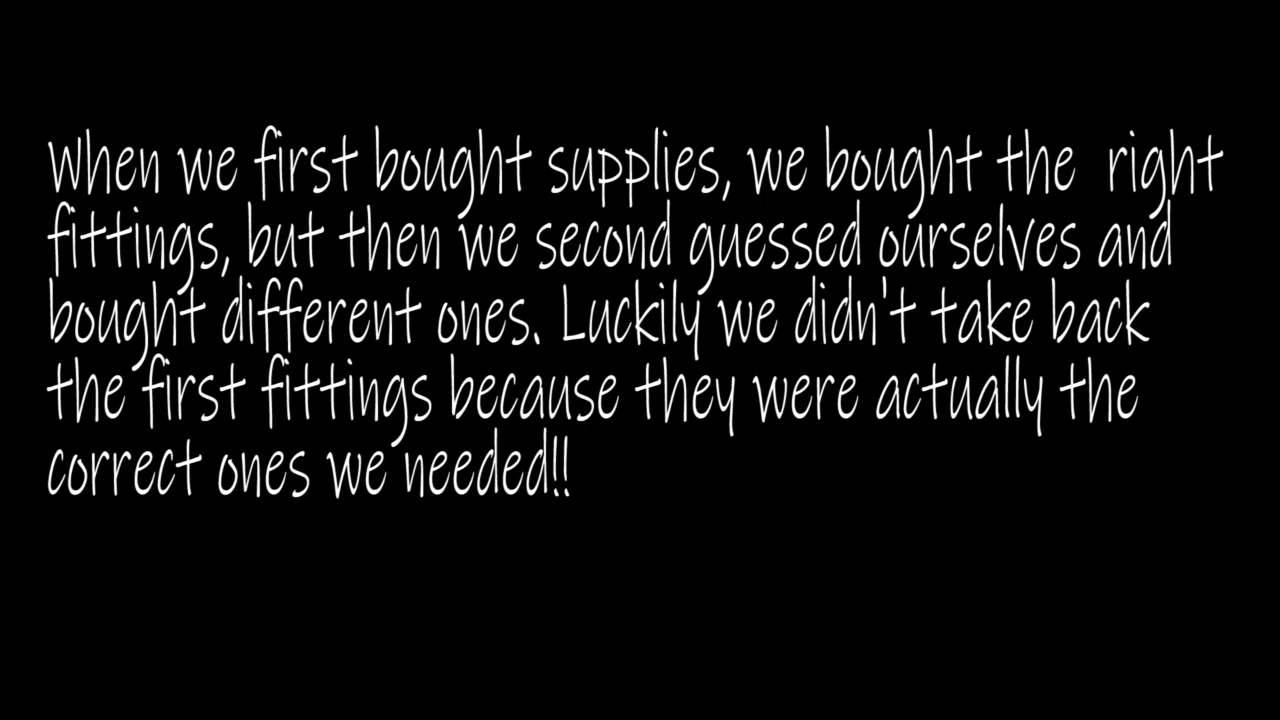 When we first bought supplies, we bought the  right
fittings, but then we second guessed ourselves and
bought different ones. Luckily we didn't take back
the first fittings because they were actually the
correct ones we needed!!